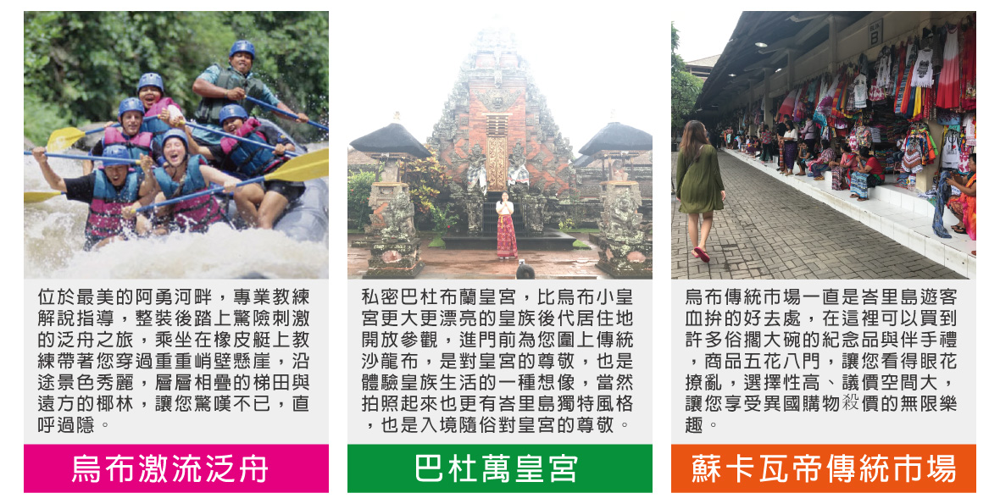 位於最美的阿勇河畔，專業教練
解說指導，整裝後踏上驚險刺激
的泛舟之旅，乘坐在橡皮艇上教
練帶著您穿過重重峭壁懸崖，沿
途景色秀麗，層層相疊的梯田與
遠方的椰林，讓您驚嘆不已，直
呼過隱。
烏布激流泛舟
私密巴杜布蘭皇宮，比烏布小皇
宮更大更漂亮的皇族後代居住地
開放參觀，進門前為您圍上傳統
沙龍布，是對皇宮的尊敬，也是
體驗皇族生活的一種想像，當然
拍照起來也更有峇里島獨特風格
，也是入境隨俗對皇宮的尊敬。
巴杜萬皇宮
B
烏布傳統市場一直是峇里島遊客
血拚的好去處，在這裡可以買到
許多俗擱大碗的紀念品與伴手禮
，商品五花八門，讓您看得眼花
撩亂，選擇性高、議價空間大，
讓您享受異國購物殺價的無限樂
趣。
蘇卡瓦帝傳統市場